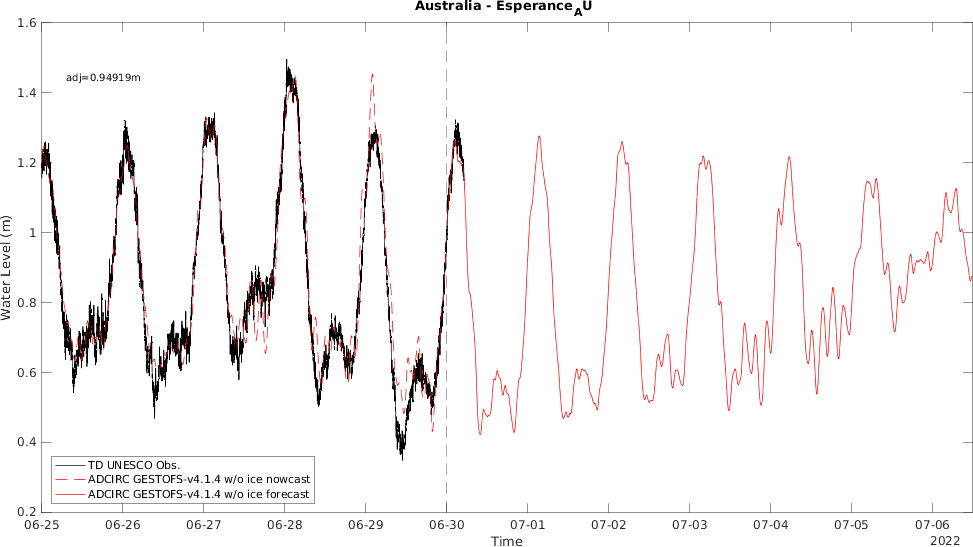 Australia - Esperance_AU
1.6
adj=0.94919m
1.4
1.2
1
0.8
0.6
0.4
0.2
Water Level (m)
TD UNESCO Obs.
ADCIRC GESTOFS-v4.1.4 w/o ice nowcast
ADCIRC GESTOFS-v4.1.4 w/o ice forecast
06-25 06-26 06-27 06-28 06-29 06-30 07-01 07-02 07-03 07-04 07-05 07-06
Time
2022